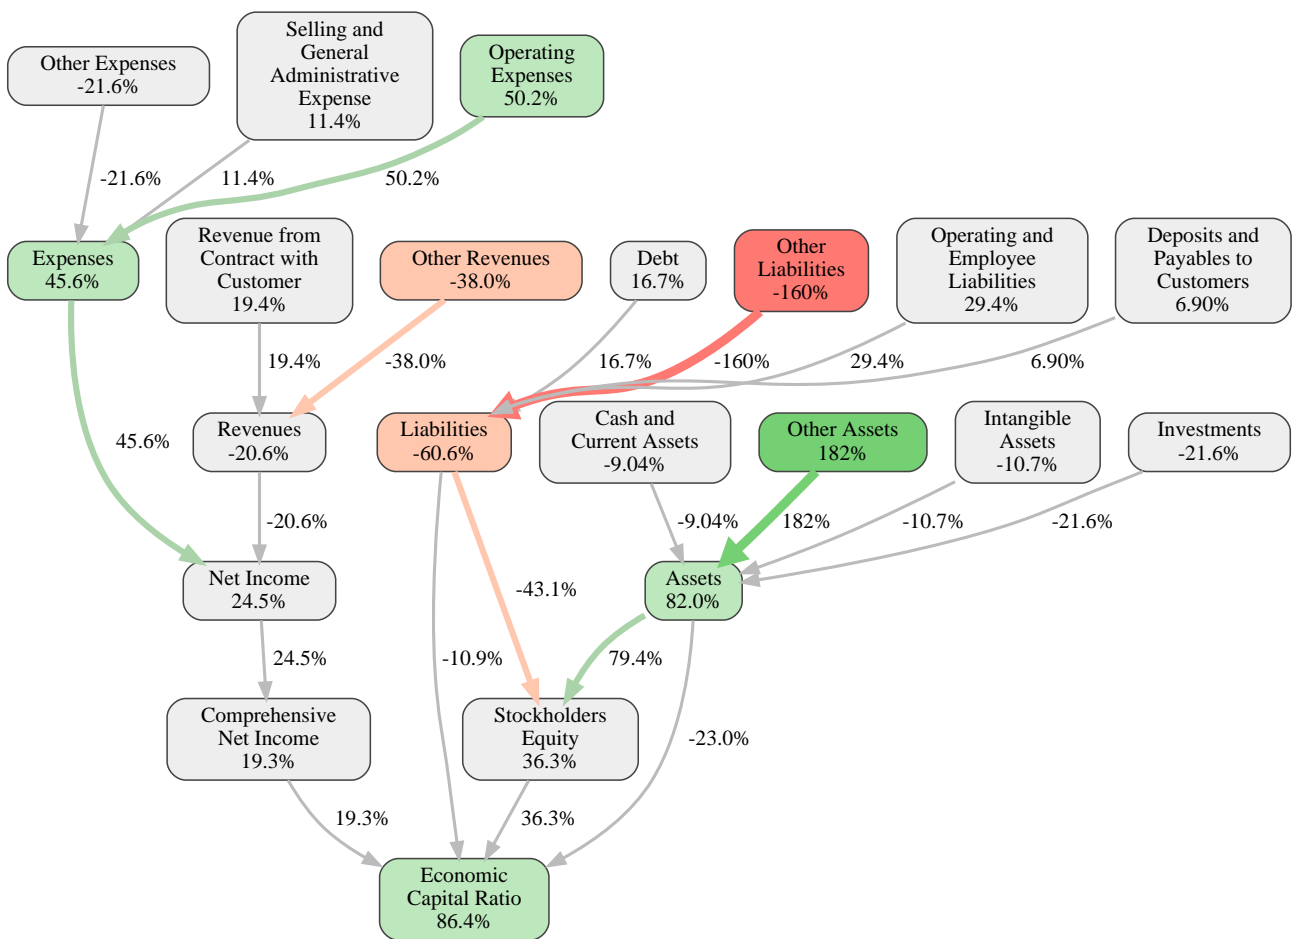 Other Expenses
-21.6%
Selling and
General
Administrative
Expense
11.4%
Operating
Expenses
50.2%
-21.6%
11.4%
50.2%
Expenses
45.6%
Revenue from
Contract with
Customer
19.4%
Other Revenues
-38.0%
Debt
16.7%
Other
Liabilities
-160%
Operating and
Employee
Liabilities
29.4%
Deposits and
Payables to
Customers
6.90%
19.4%
-38.0%
16.7%
-160%
29.4%
6.90%
45.6%
Revenues
-20.6%
Liabilities
-60.6%
Cash and
Current Assets
-9.04%
Other Assets
182%
Intangible
Assets
-10.7%
Investments
-21.6%
-20.6%
-9.04%
182%
-10.7%
-21.6%
Net Income
24.5%
-43.1%
Assets
82.0%
24.5%
-10.9%
79.4%
Comprehensive
Net Income
19.3%
Stockholders
Equity
36.3%
-23.0%
19.3%
36.3%
Economic
Capital Ratio
86.4%